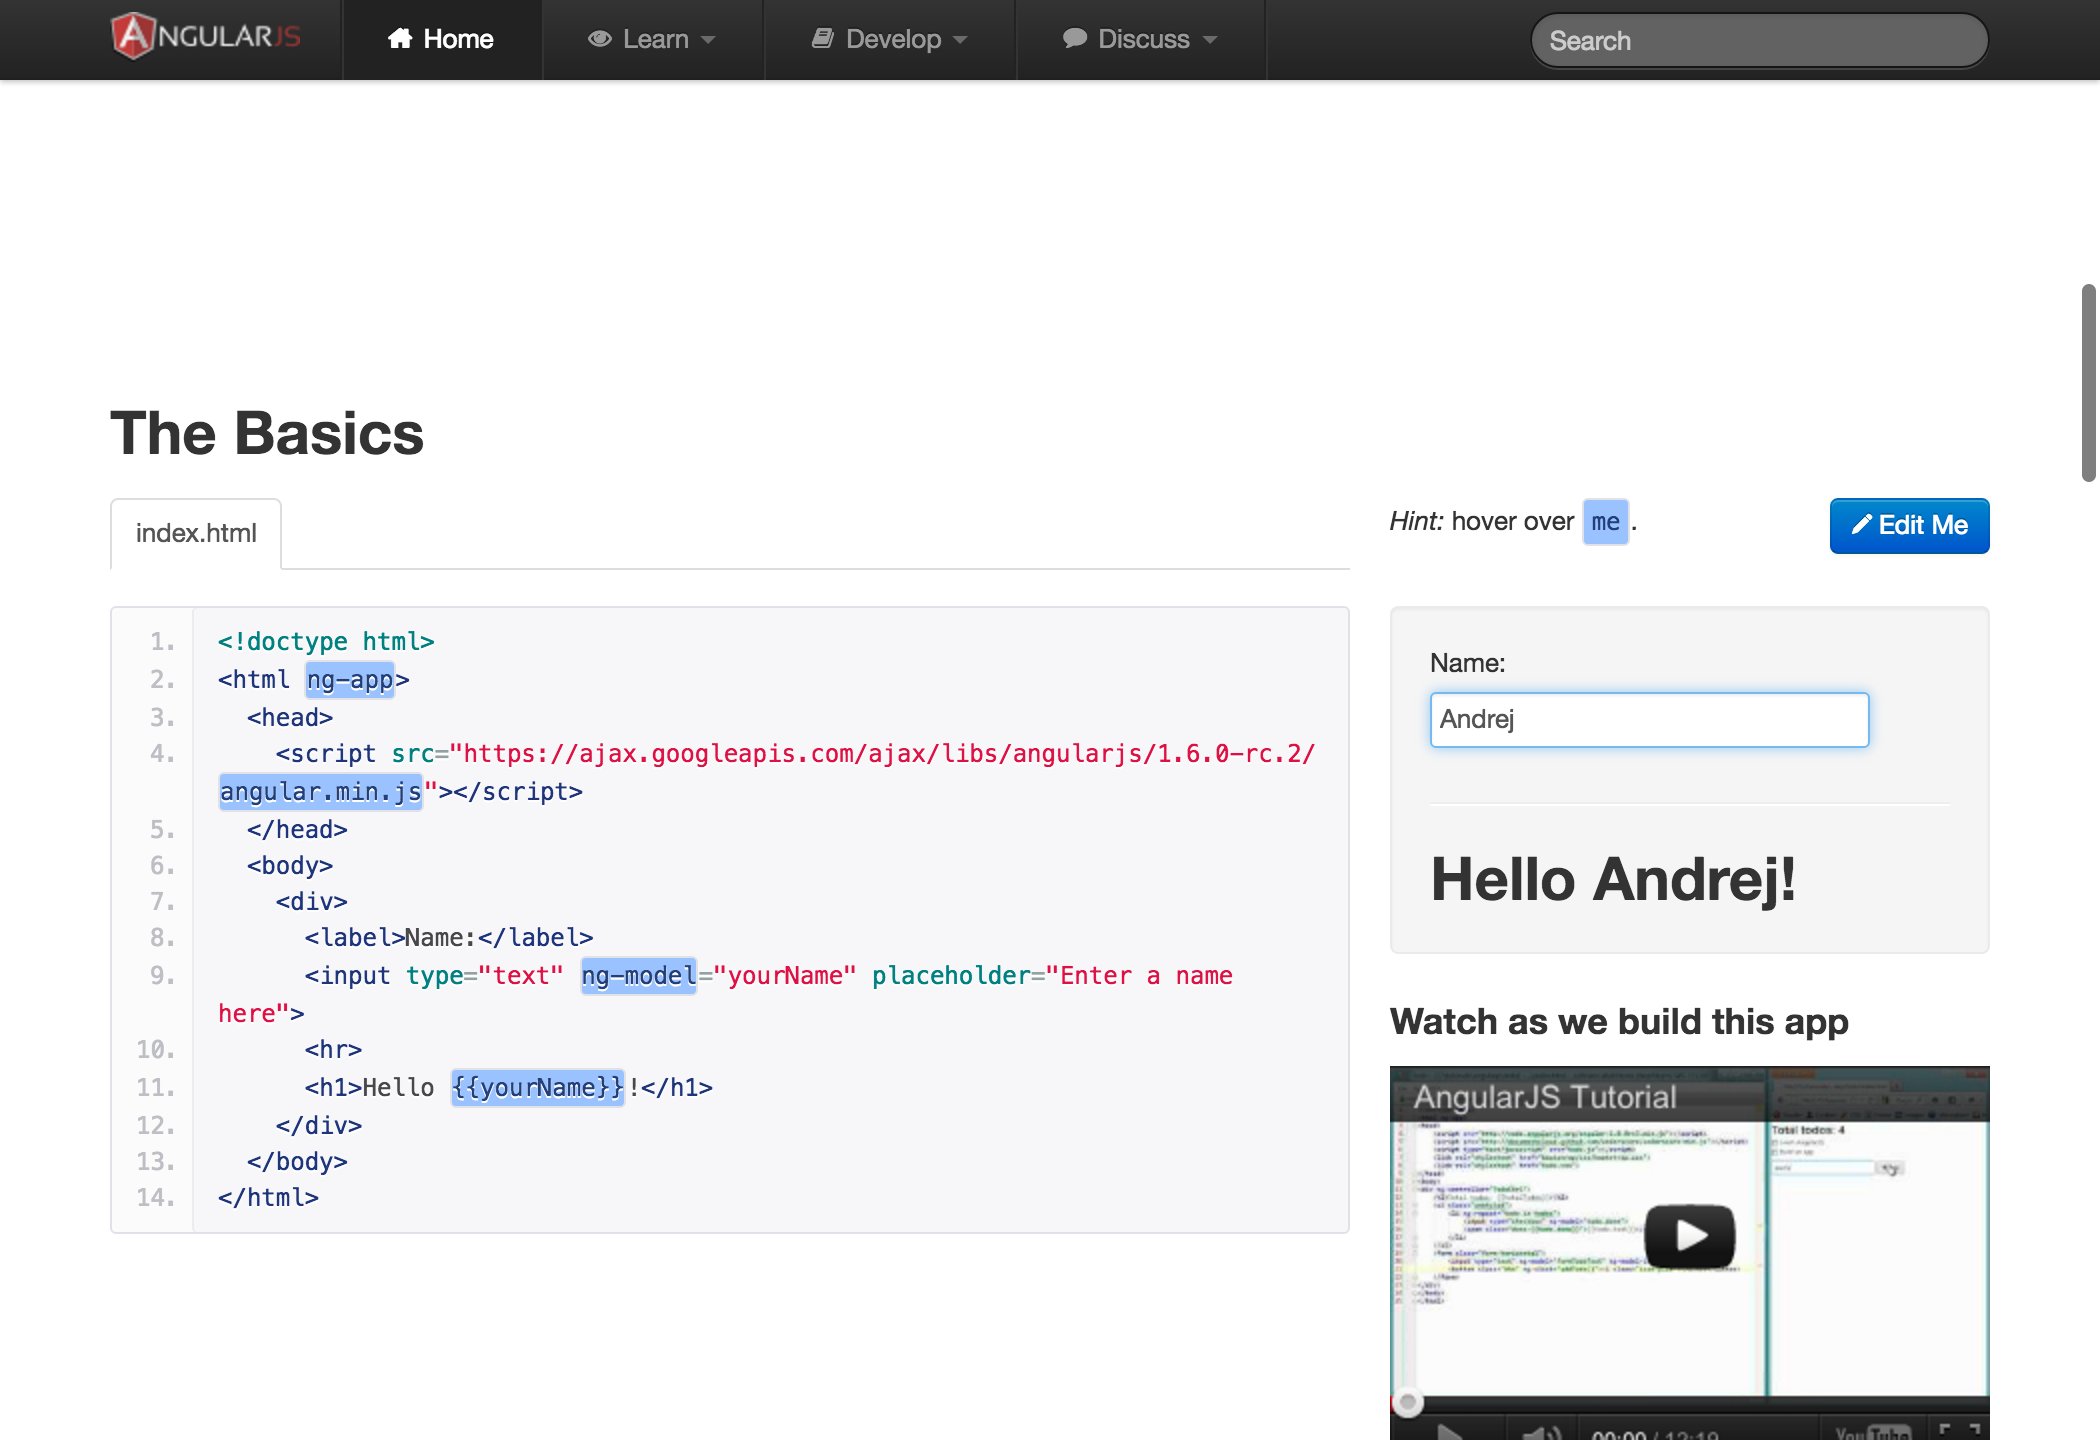 ANGULARJS
Home
Learn
Develop
Discuss
Search
The Basics
index.html
Hint: hover over me .
Edit Me
1. <!doctype html>
2. <html ng-app>
3. <head>
4. <script src="https://ajax.googleapis.com/ajax/libs/angularjs/1.6.0-rc.2/
angular.min.js"></script>
5. </head>
6. <body>
7. <div>
8. <label>Name:</label>
9. <input type="text" ng-model="yourName" placeholder="Enter a name
here">
10. <hr>
11. <h1>Hello {{yourName}}!</h1>
12. </div>
13. </body>
14. </html>
Name:
Andrej
Hello Andrej!
Watch as we build this app
AngularJS Tutorial
Total todos: 4
00:00 / 12:19
YouTube